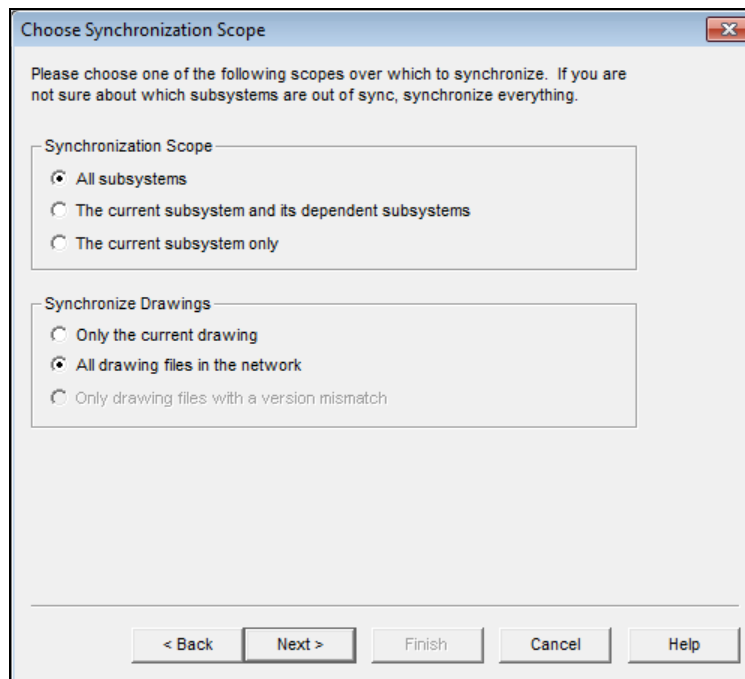 Choose Synchronization Scope
Please choose one of the following scopes over which to synchronize. If you are
not sure about which subsystems are out of sync, synchronize everything.
Synchronization Scope
All subsystems
The current subsystem and its dependent subsystems
The current subsystem only
Synchronize Drawings
Only the current drawing
All drawing files in the network
Only drawing files with a version mismatch
< Back Next > Finish Cancel Help